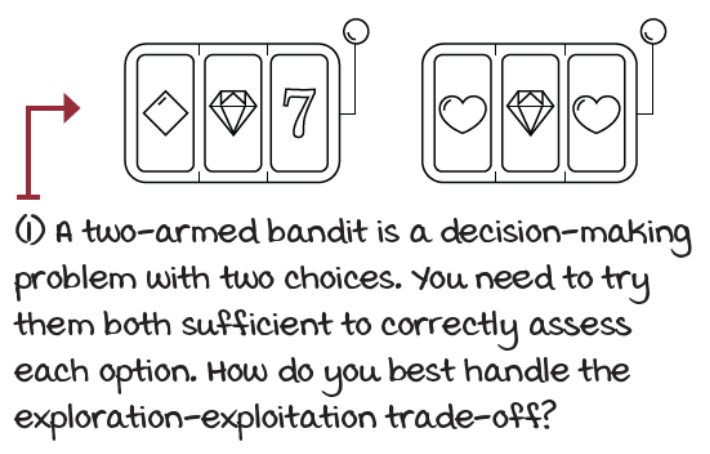 7
(1) A two-armed bandit is a decision-making
problem with two choices. You need to try
them both sufficient to correctly assess
each option. How do you best handle the
exploration-exploitation trade-off?